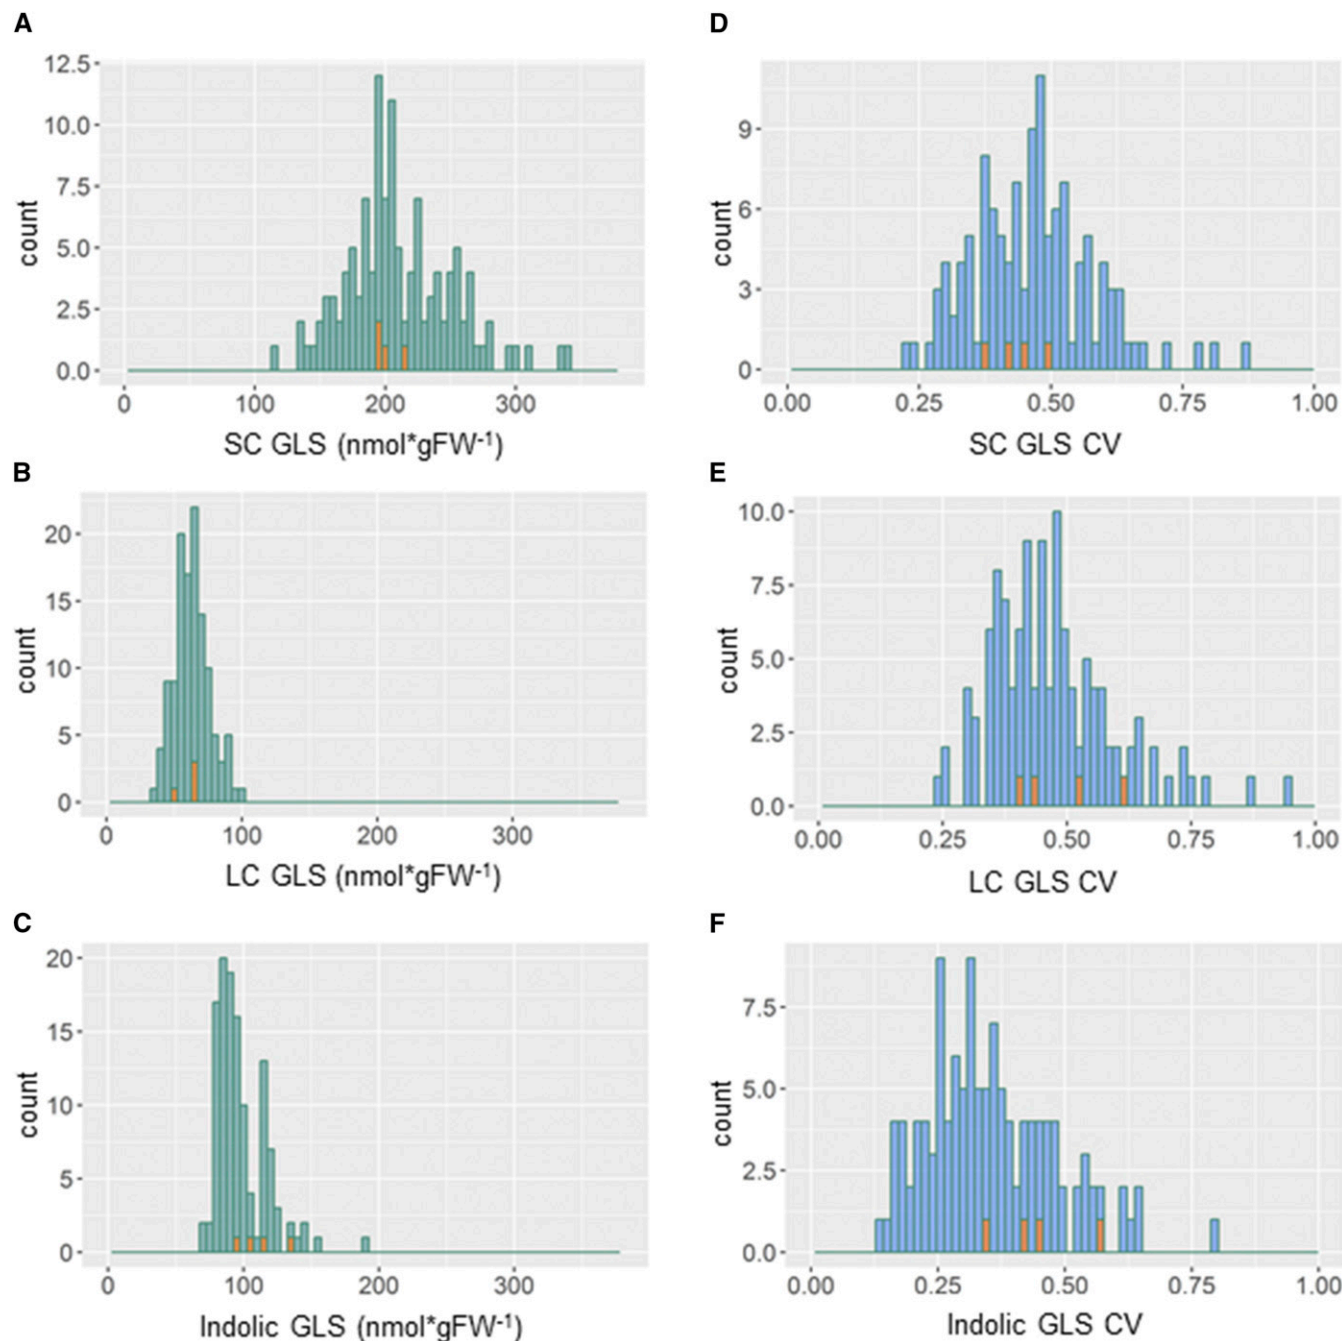 A
12.5
10.0
7.5
5.0
2.5
0.0
count
0 100 200 300
SC GLS (nmol*gFW-1)
D
9
6
3
0
count
0.00 0.25 0.50 0.75 1.00
SC GLS CV
B
20
15
10
5
0
count
0 100 200 300
LC GLS (nmol*gFW-1)
E
10.0
7.5
5.0
2.5
0.0
count
0.00 0.25 0.50 0.75 1.00
LC GLS CV
C
20
15
10
5
0
count
0 100 200 300
Indolic GLS (nmol*gFW-1)
F
7.5
5.0
2.5
0.0
count
0.00 0.25 0.50 0.75 1.00
Indolic GLS CV